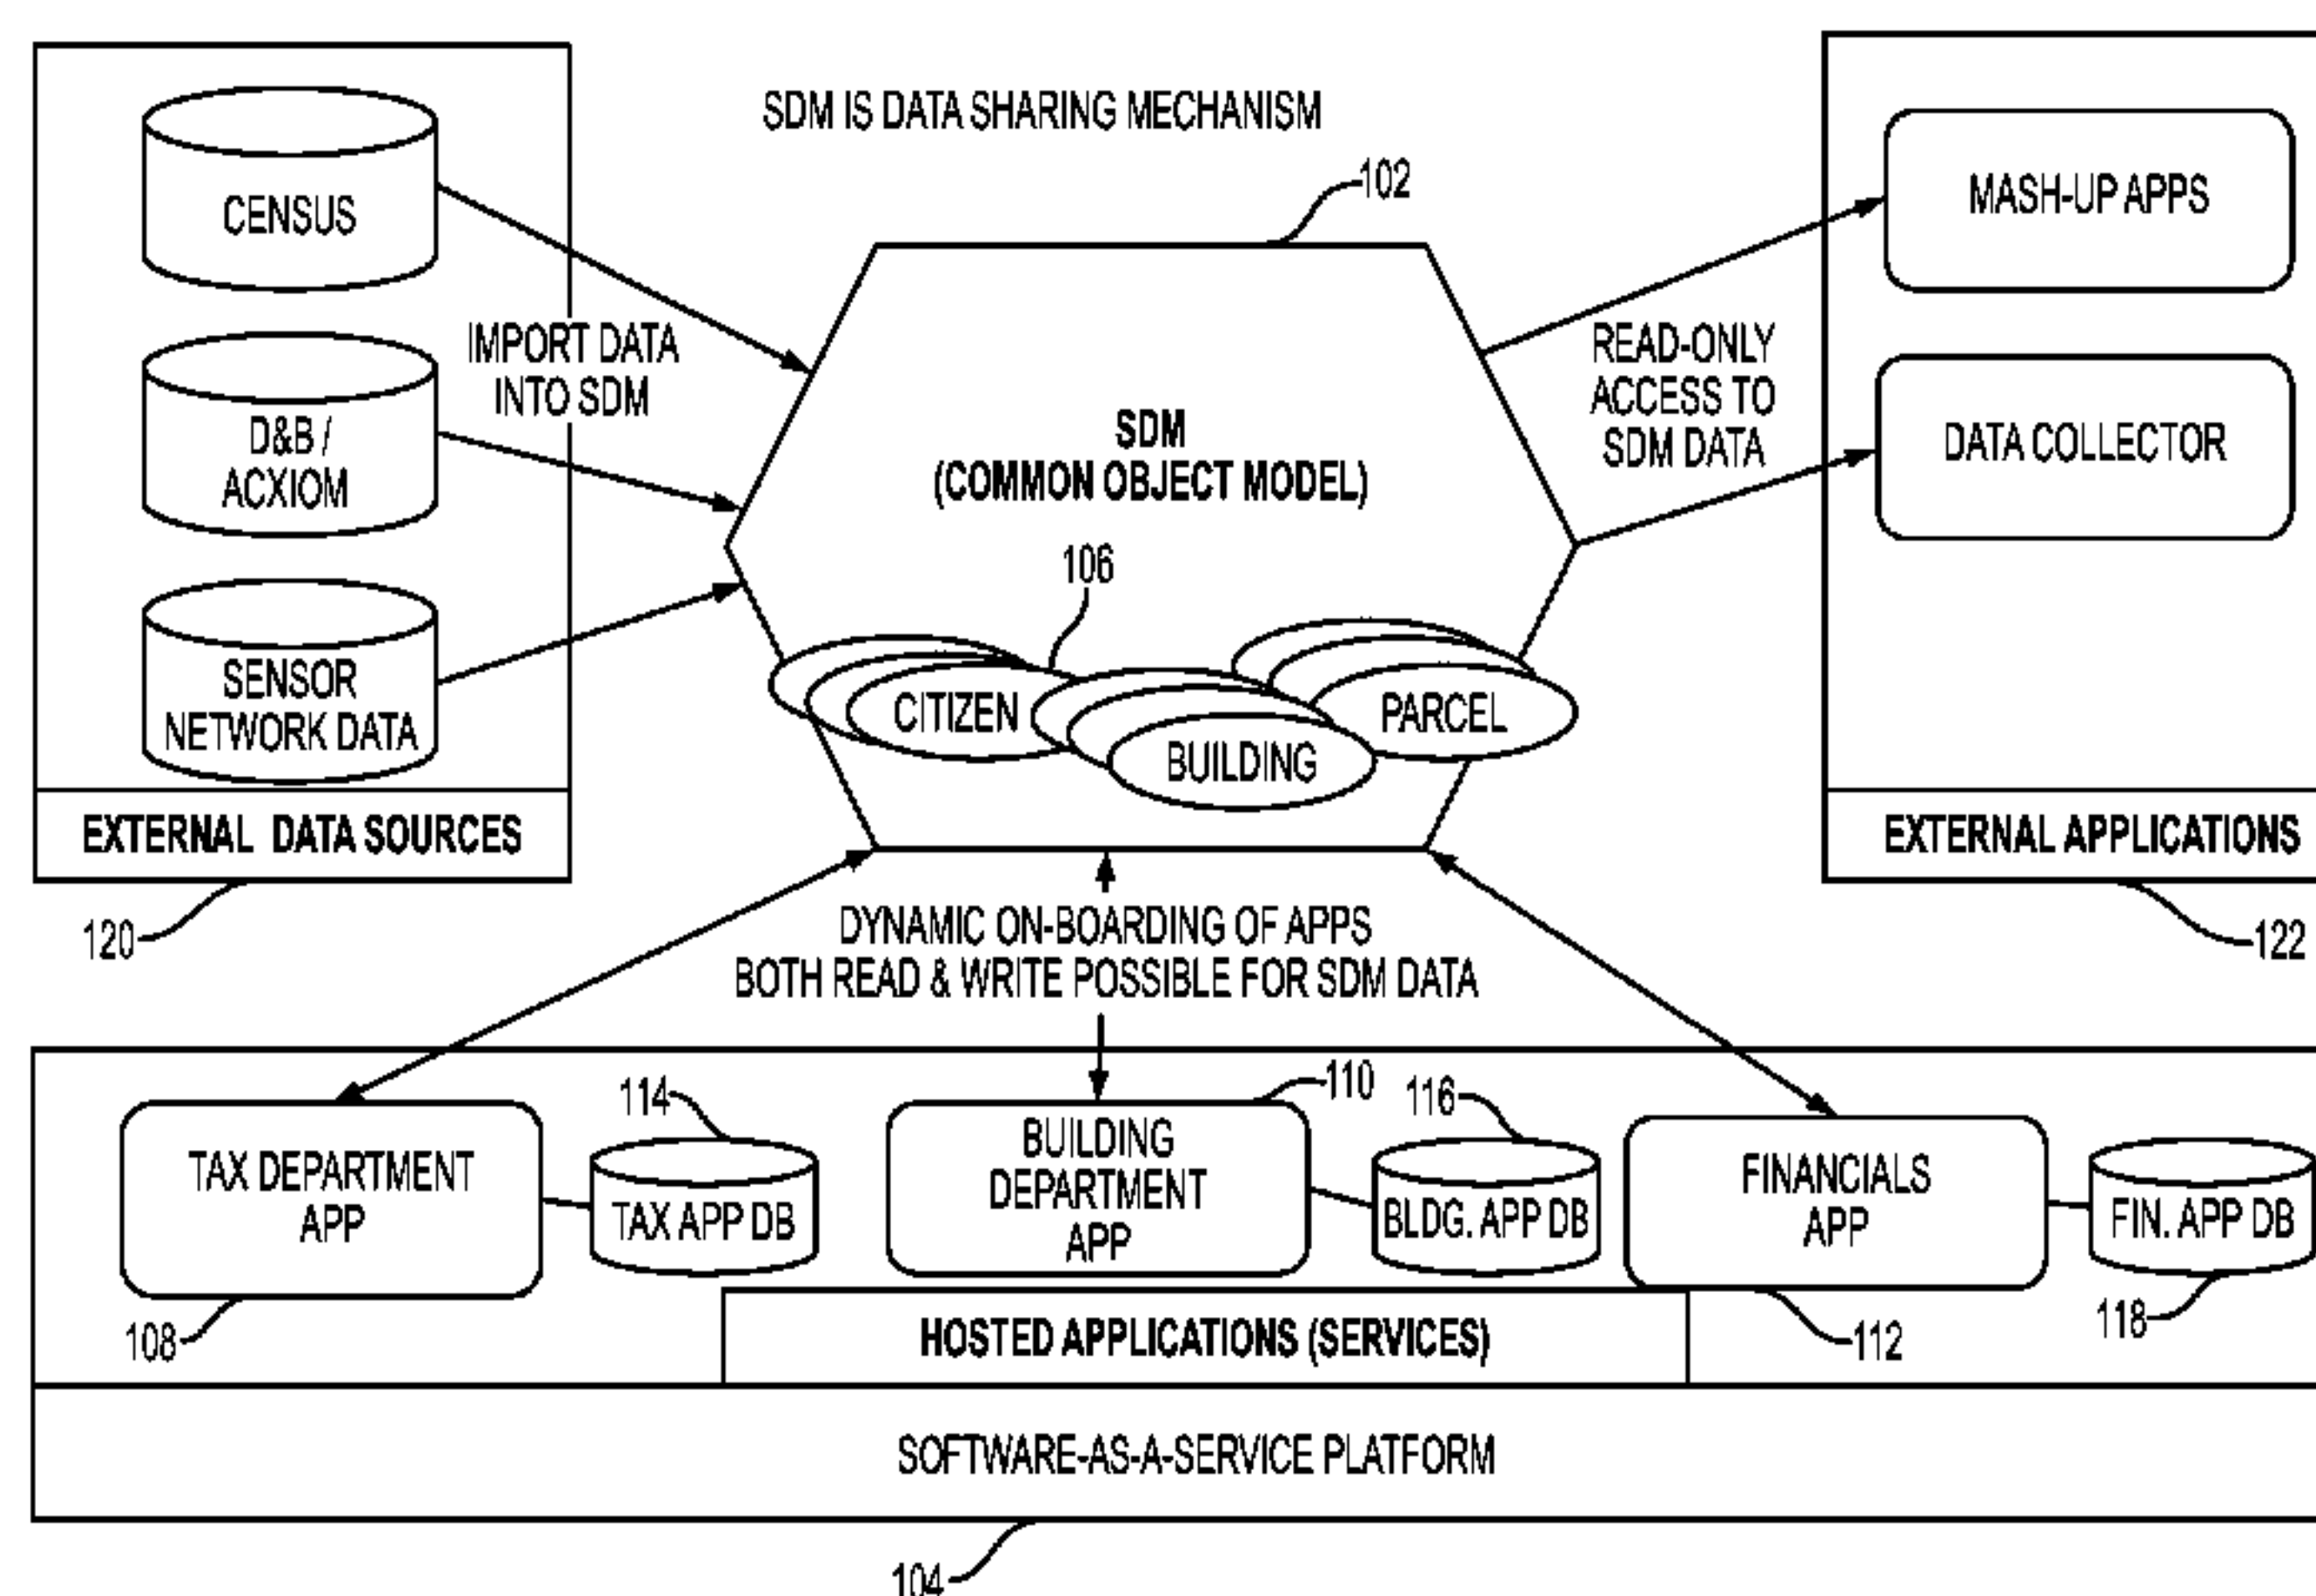 SDM IS DATA SHARING MECHANISM
102
CENSUS
IMPORT DATA
INTO SDM
D&B /
ACXIOM
SENSOR
NETWORK DATA
EXTERNAL DATA SOURCES
120
SDM
(COMMON OBJECT MODEL)
106
CITIZEN
BUILDING
PARCEL
READ-ONLY
ACCESS TO
SDM DATA
MASH-UP APPS
DATA COLLECTOR
EXTERNAL APPLICATIONS
122
DYNAMIC ON-BOARDING OF APPS
BOTH READ & WRITE POSSIBLE FOR SDM DATA
TAX DEPARTMENT
APP
108
114
TAX APP DB
BUILDING
DEPARTMENT
APP
110
116
BLDG. APP DB
FINANCIALS
APP
112
FIN. APP DB
118
HOSTED APPLICATIONS (SERVICES)
SOFTWARE-AS-A-SERVICE PLATFORM
104